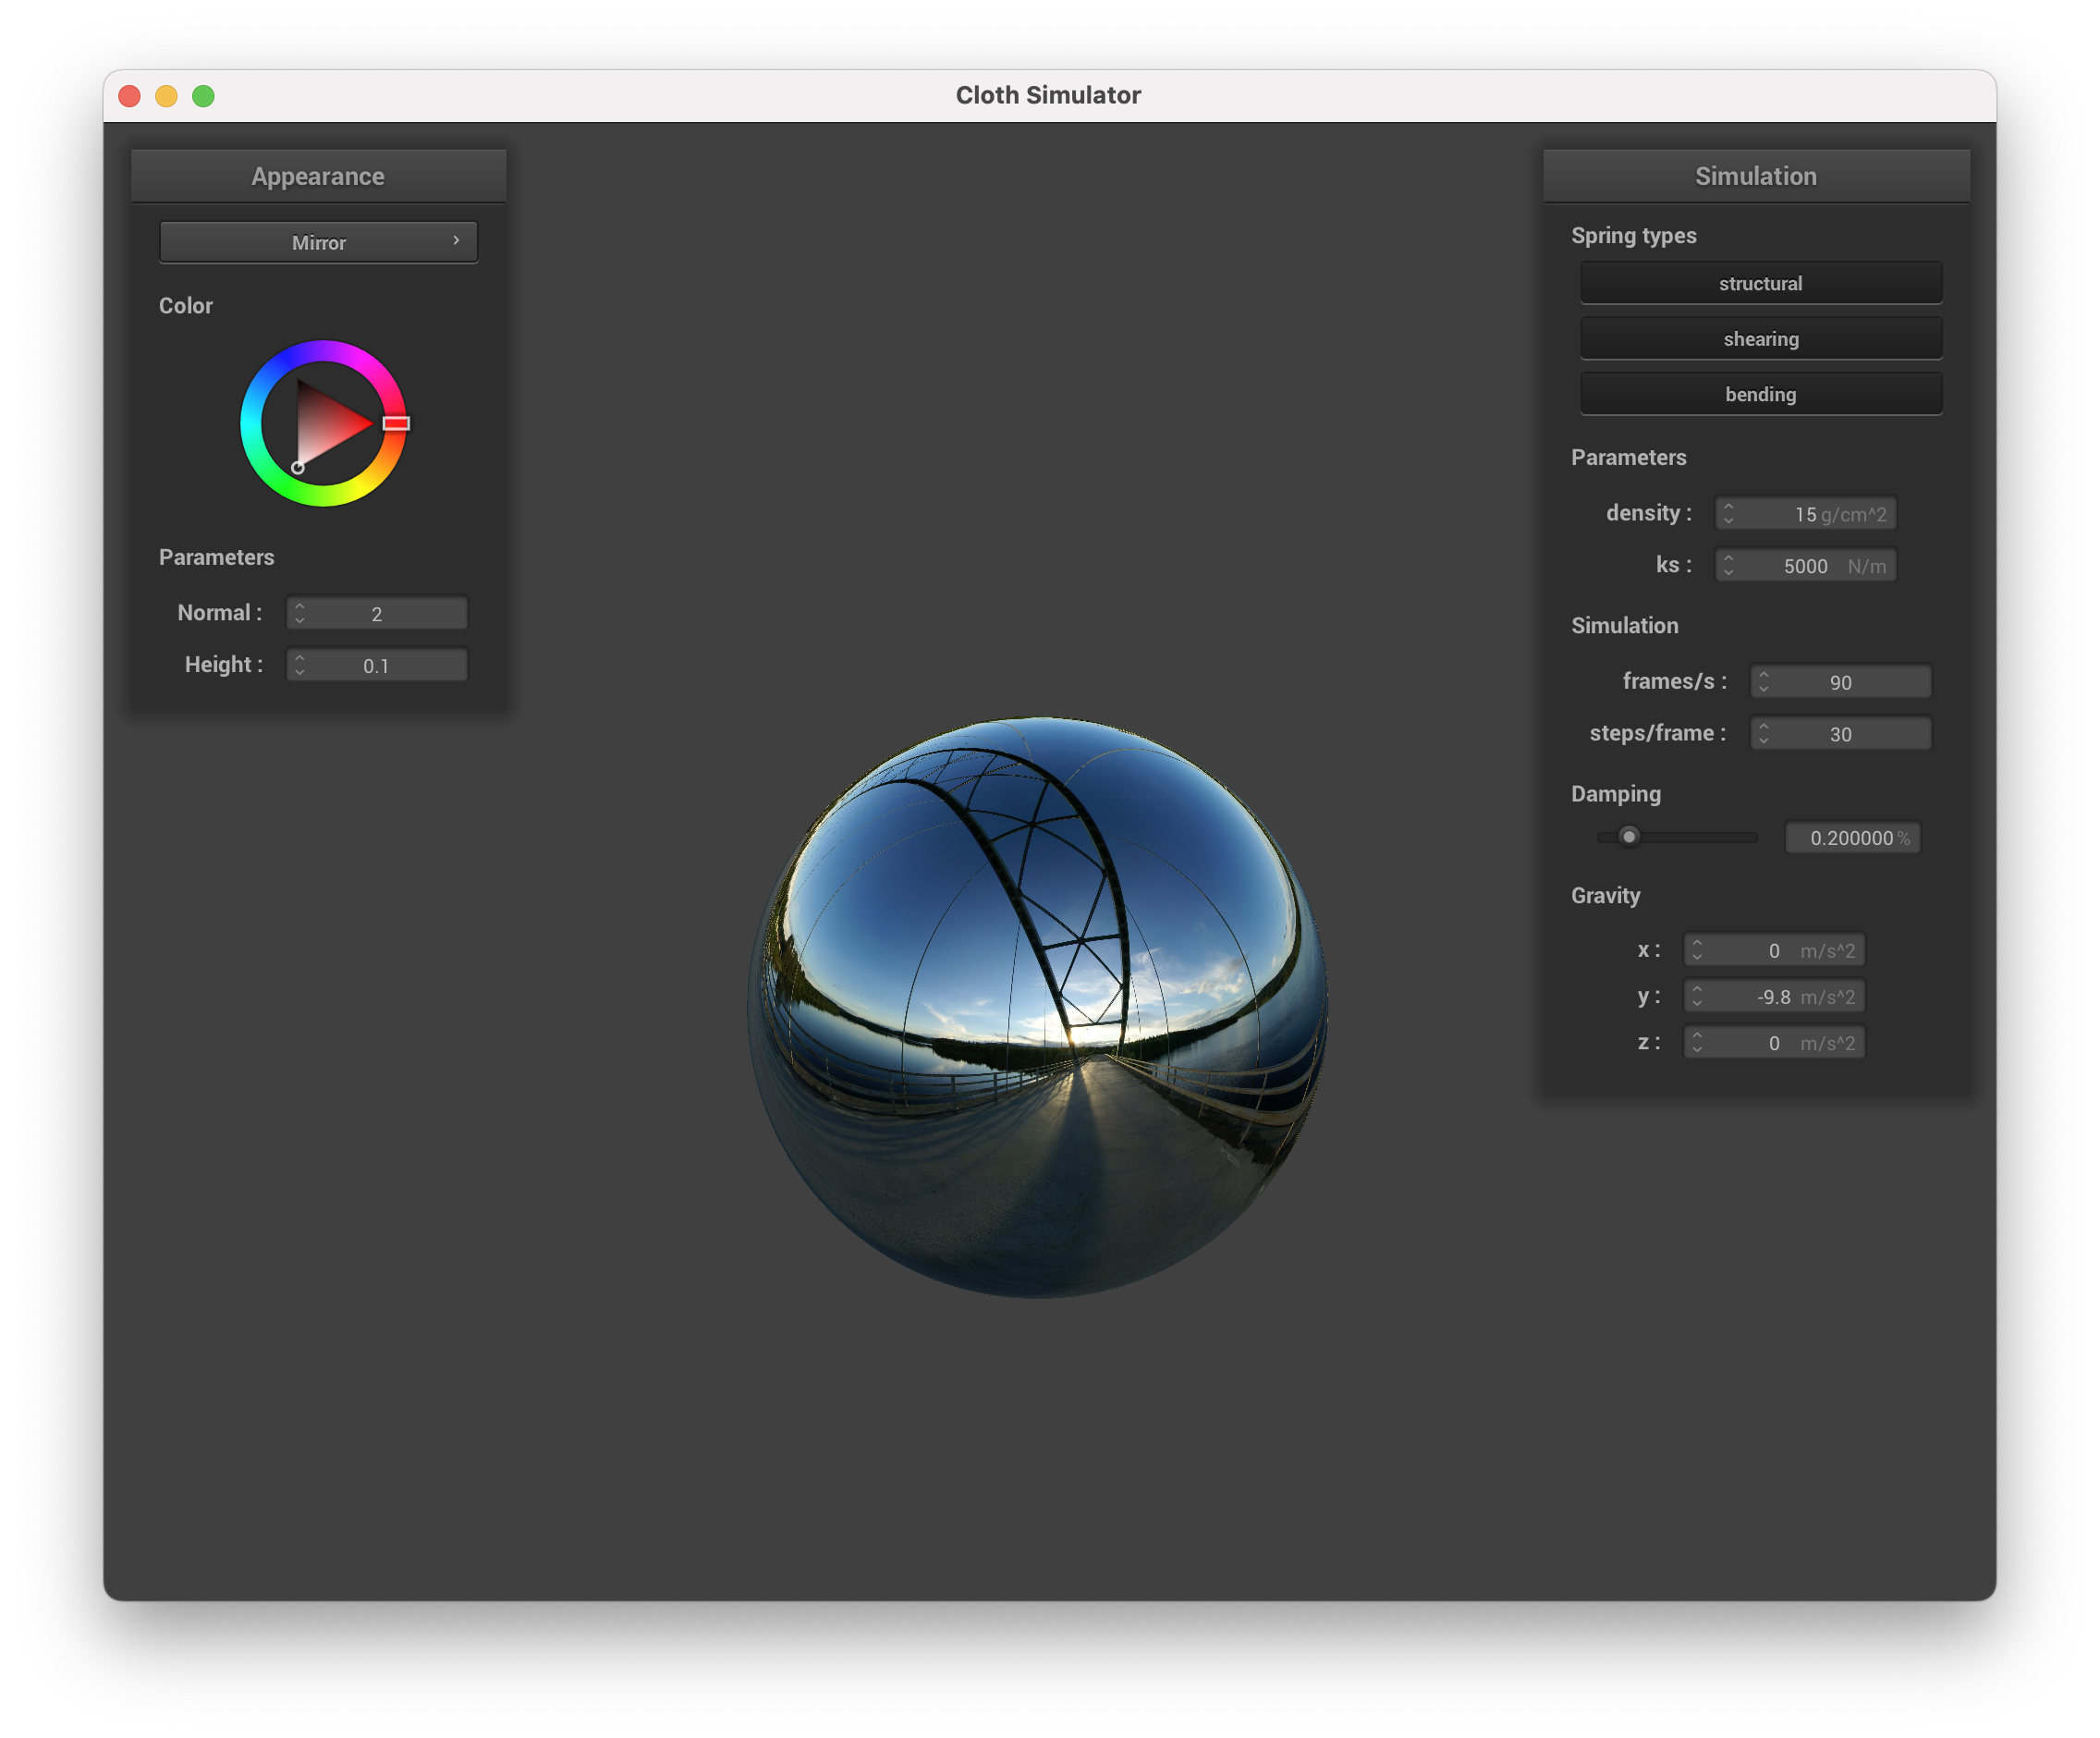 Cloth Simulator
Appearance
Mirror
Color
Parameters
Normal : 2
Height : 0.1
Simulation
Spring types
structural
shearing
bending
Parameters
density : 15 g/cm^2
ks : 5000 N/m
Simulation
frames/s : 90
steps/frame : 30
Damping
0.200000 %
Gravity
x : 0 m/s^2
y : -9.8 m/s^2
z : 0 m/s^2